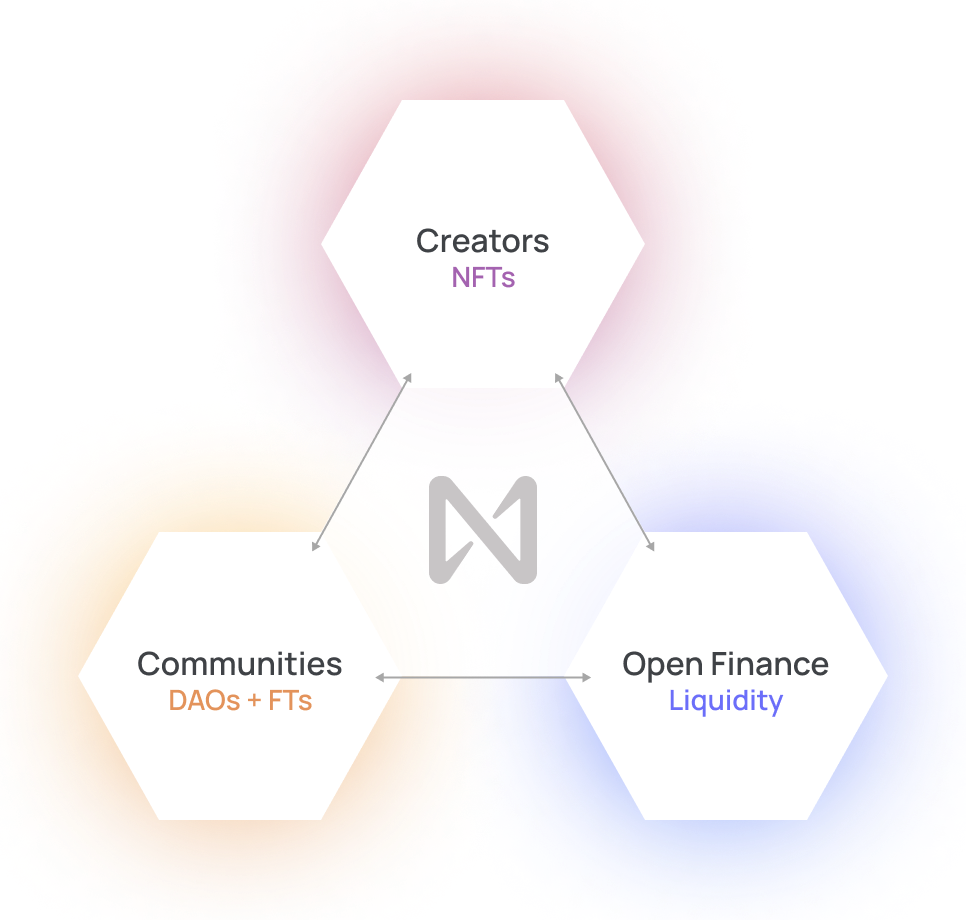 Creators
NFTs
Communities
DAOs + FTs
Open Finance
Liquidity